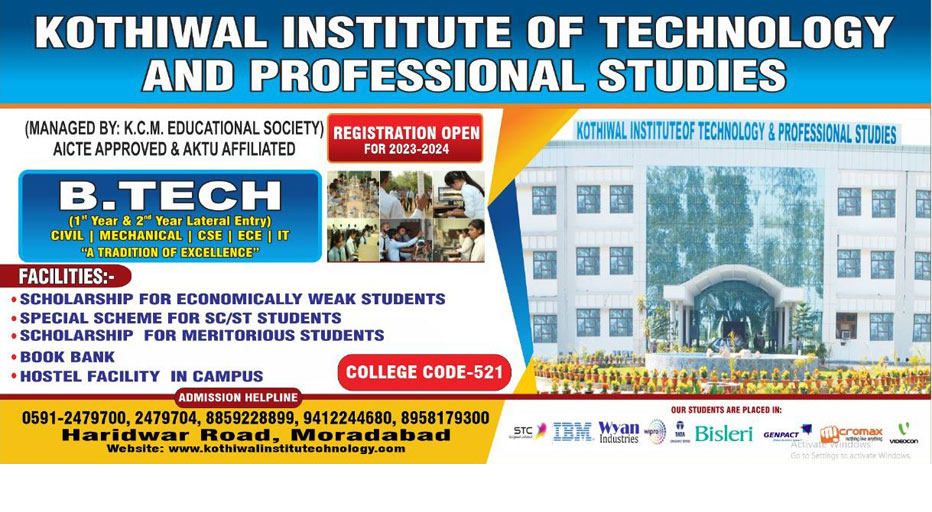 KOTHIWAL INSTITUTE OF TECHNOLOGY
AND PROFESSIONAL STUDIES
(MANAGED BY: K.C.M. EDUCATIONAL SOCIETY)
AICTE APPROVED & AKTU AFFILIATED
REGISTRATION OPEN
FOR 2023-2024
B.TECH
(1st Year & 2nd Year Lateral Entry)
CIVIL | MECHANICAL | CSE | ECE | IT
"A TRADITION OF EXCELLENCE"
KOTHIWAL INSTITUTEOF TECHNOLOGY & PROFESSIONAL STUDIES
FACILITIES:-
• SCHOLARSHIP FOR ECONOMICALLY WEAK STUDENTS
• SPECIAL SCHEME FOR SC/ST STUDENTS
• SCHOLARSHIP FOR MERITORIOUS STUDENTS
• BOOK BANK
• HOSTEL FACILITY IN CAMPUS
COLLEGE CODE-521
ADMISSION HELPLINE
0591-2479700, 2479704, 8859228899, 9412244680, 8958179300
Haridwar Road, Moradabad
Website: www.kothiwalinstitutechnology.com
OUR STUDENTS ARE PLACED IN:
STC
IBM
Wyan
Industries
wipro
TATA
Bisleri
GENPACT
micromax
nothing like anything
VIDEOCON
Activate Windows
Go to Settings to activate Windows.